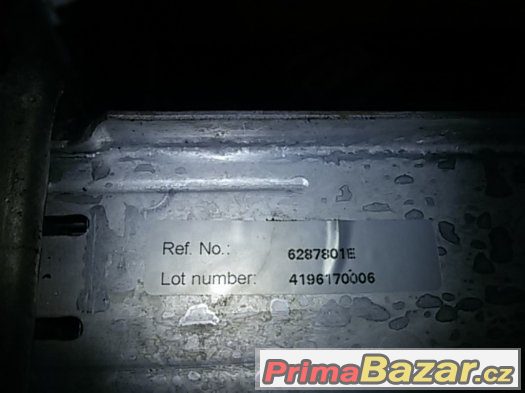 Ref. No.: 6287801E
Lot number: 4196170006
PrimaBazar.cz